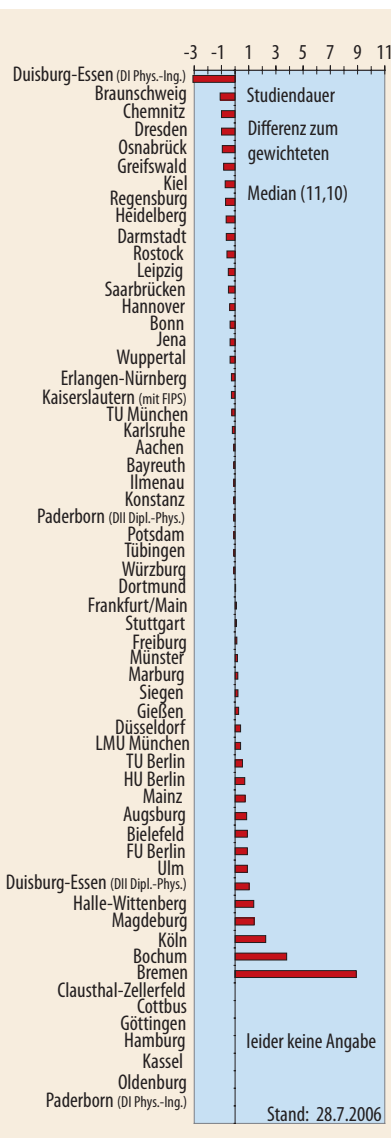 -3 -1 1 3 5 7 9 11
Duisburg-Essen (DI Phys.-Ing.)
Braunschweig
Studiendauer
Chemnitz
Dresden
Differenz zum
Osnabrück
gewichteten
Greifswald
Kiel
Median (11,10)
Regensburg
Heidelberg
Darmstadt
Rostock
Leipzig
Saarbrücken
Hannover
Bonn
Jena
Wuppertal
Erlangen-Nürnberg
Kaiserslautern (mit FIPS)
TU München
Karlsruhe
Aachen
Bayreuth
Ilmenau
Konstanz
Paderborn (DII Dipl.-Phys.)
Potsdam
Tübingen
Würzburg
Dortmund
Frankfurt/Main
Stuttgart
Freiburg
Münster
Marburg
Siegen
Gießen
Düsseldorf
LMU München
TU Berlin
HU Berlin
Mainz
Augsburg
Bielefeld
FU Berlin
Ulm
Duisburg-Essen (DII Dipl.-Phys.)
Halle-Wittenberg
Magdeburg
Köln
Bochum
Bremen
Clausthal-Zellerfeld
Cottbus
Göttingen
Hamburg
leider keine Angabe
Kassel
Oldenburg
Paderborn (DI Phys.-Ing.)
Stand: 28.7.2006